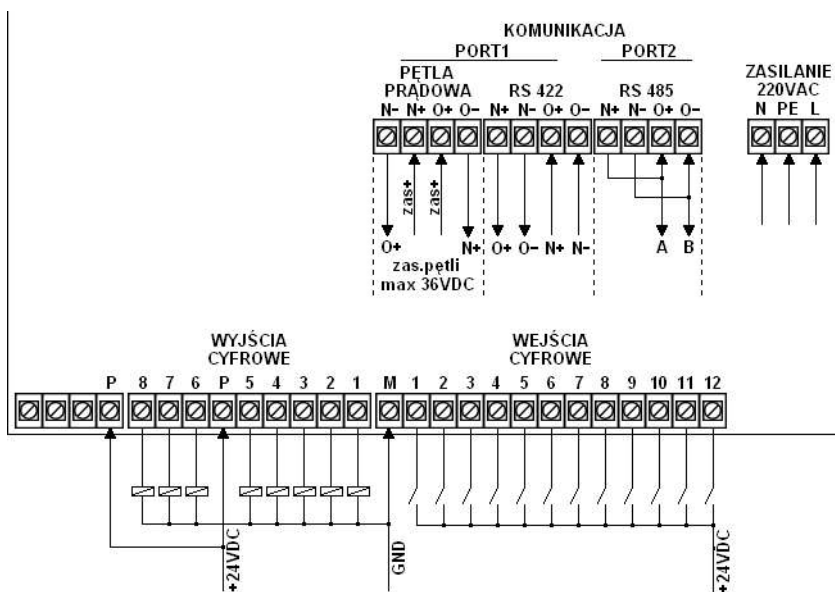 KOMUNIKACJA
PORT1 PORT2
PĘTLA
PRĄDOWA RS 422 RS 485
N- N+ O+ O- N+ N- O+ O- N+ N- O+ O-
ZASILANIE
220VAC
N PE L
zas+ zas+
O+ N+ O+ O- N+ N- A B
zas.pętli
max 36VDC
WYJŚCIA
CYFROWE
WEJŚCIA
CYFROWE
P 8 7 6 P 5 4 3 2 1 M 1 2 3 4 5 6 7 8 9 10 11 12
+24VDC
GND
+24VDC